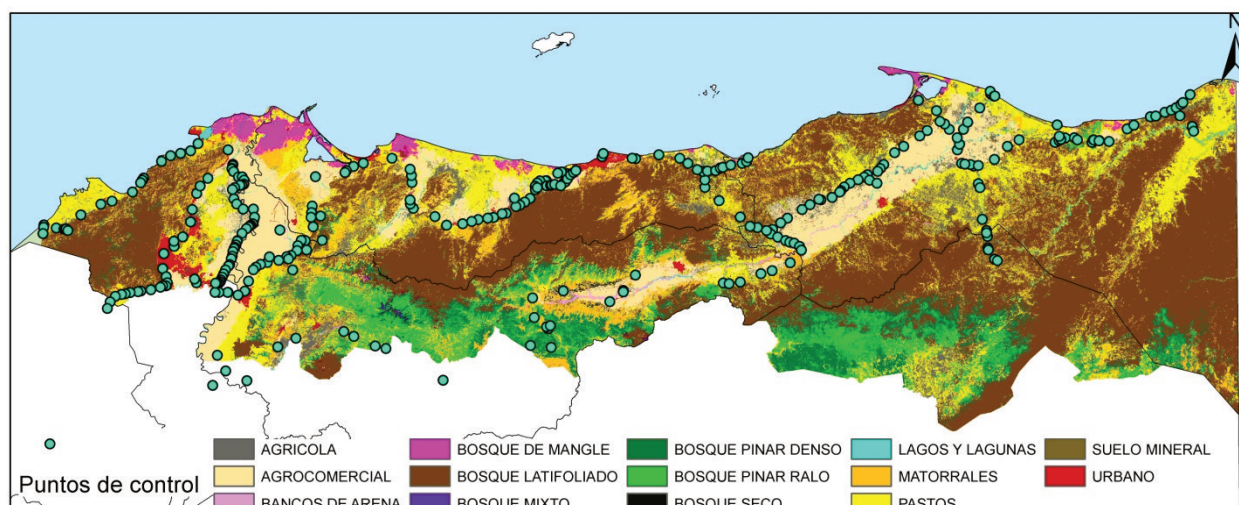 N
AGRICOLA BOSQUE DE MANGLE BOSQUE PINAR DENSO LAGOS Y LAGUNAS SUELO MINERAL
Puntos de control AGROCOMERCIAL BOSQUE LATIFOLIADO BOSQUE PINAR RALO MATORRALES URBANO
BANCOS DE ARENA BOSQUE MIXTO BOSQUE SECO PASTOS